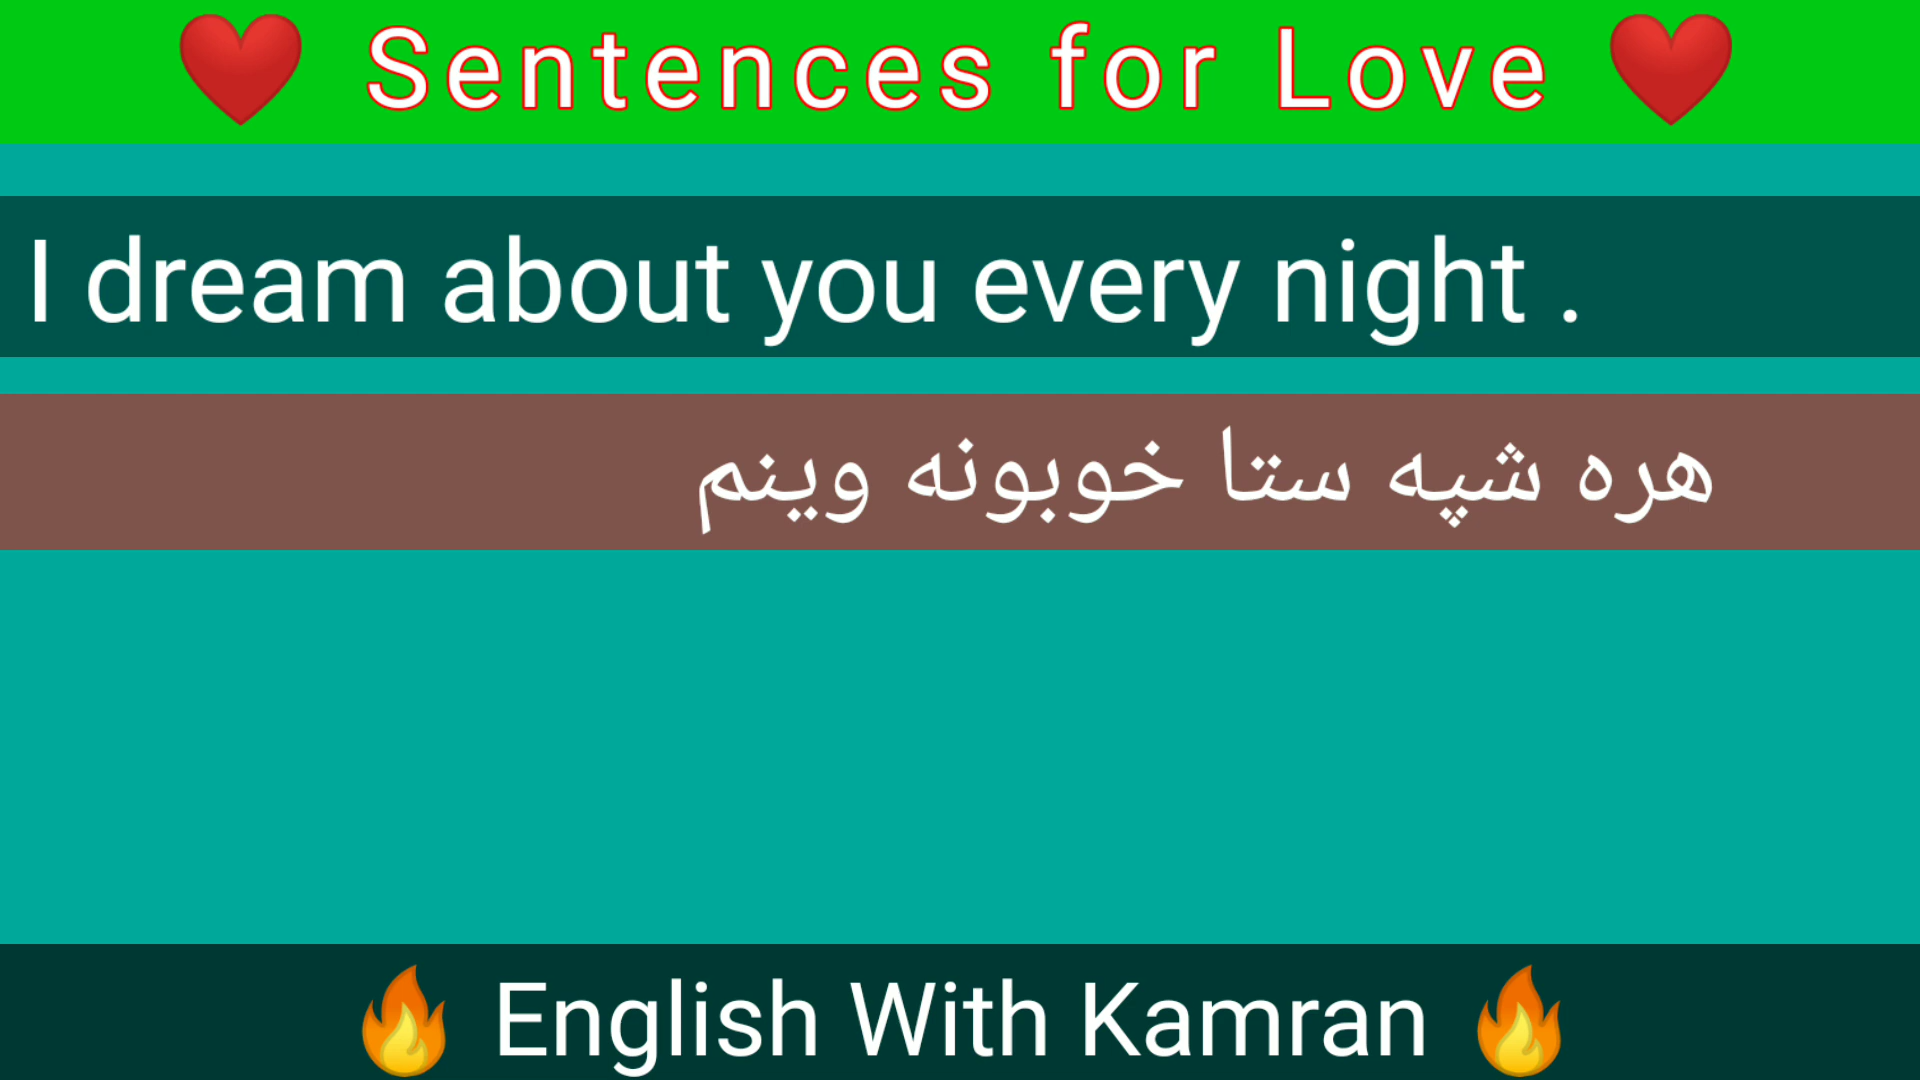 ❤️ Sentences for Love ❤️
I dream about you every night .
هره شپه ستا خوبونه وینم
🔥 English With Kamran 🔥